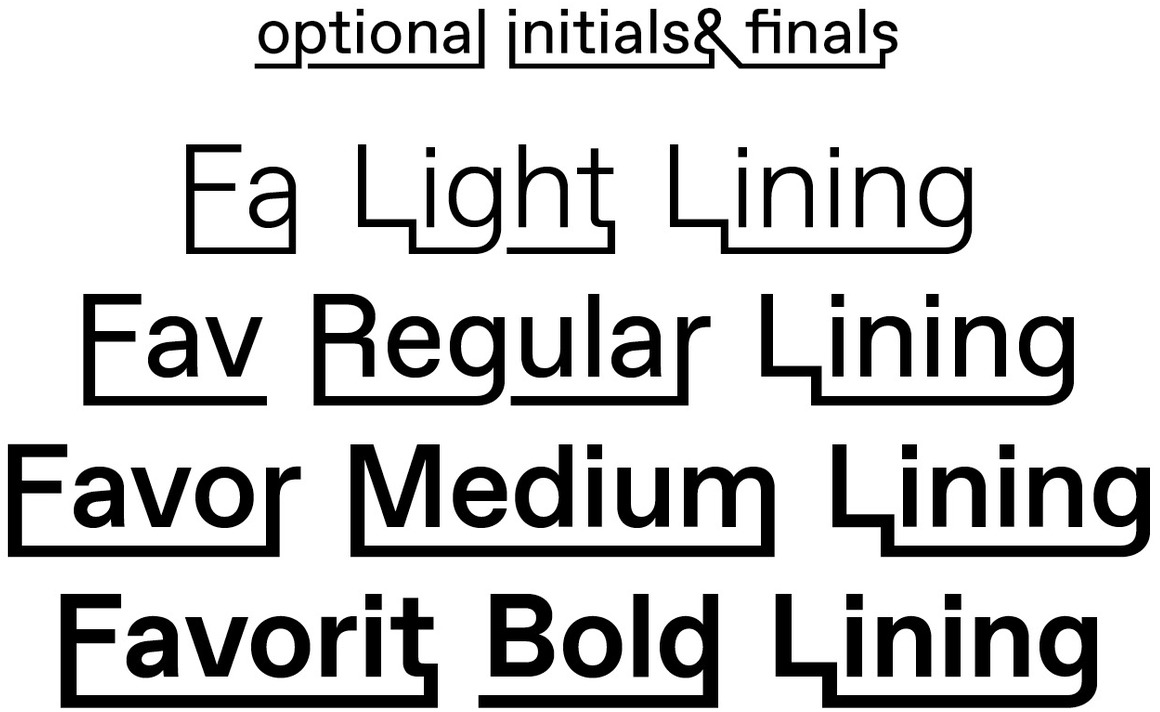 optional initials & finals
Fa Light Lining
Fav Regular Lining
Favor Medium Lining
Favorit Bold Lining